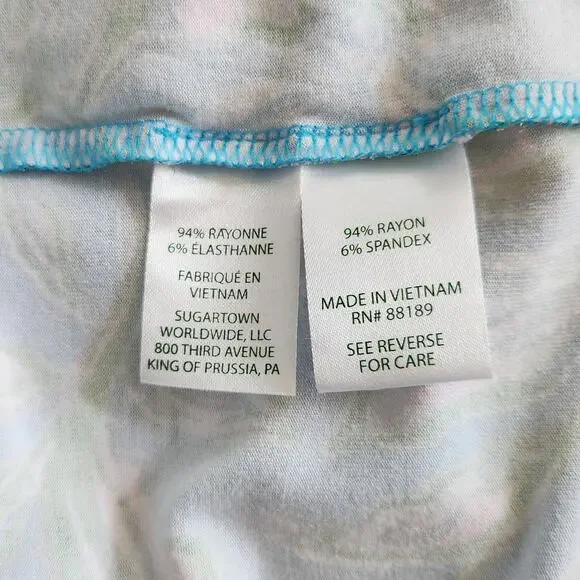 94% RAYONNE
6% ÉLASTHANNE
FABRIQUÉ EN
VIETNAM
SUGARTOWN
WORLDWIDE, LLC
800 THIRD AVENUE
KING OF PRUSSIA, PA
94% RAYON
6% SPANDEX
MADE IN VIETNAM
RN# 88189
SEE REVERSE
FOR CARE